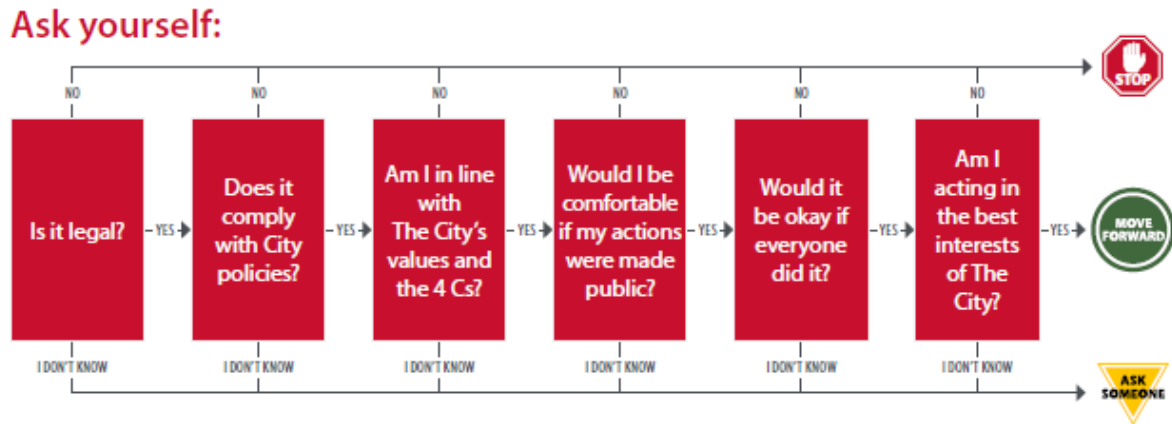 Ask yourself:
NO NO NO NO NO NO
STOP
Is it legal?
YES
Does it
comply
with City
policies?
YES
Am I in line
with
The City's
values and
the 4 Cs?
YES
Would I be
comfortable
if my actions
were made
public?
YES
Would it
be okay if
everyone
did it?
YES
Am I
acting in
the best
interests
of The
City?
YES
MOVE
FORWARD
I DON'T KNOW I DON'T KNOW I DON'T KNOW I DON'T KNOW I DON'T KNOW I DON'T KNOW
ASK
SOMEONE